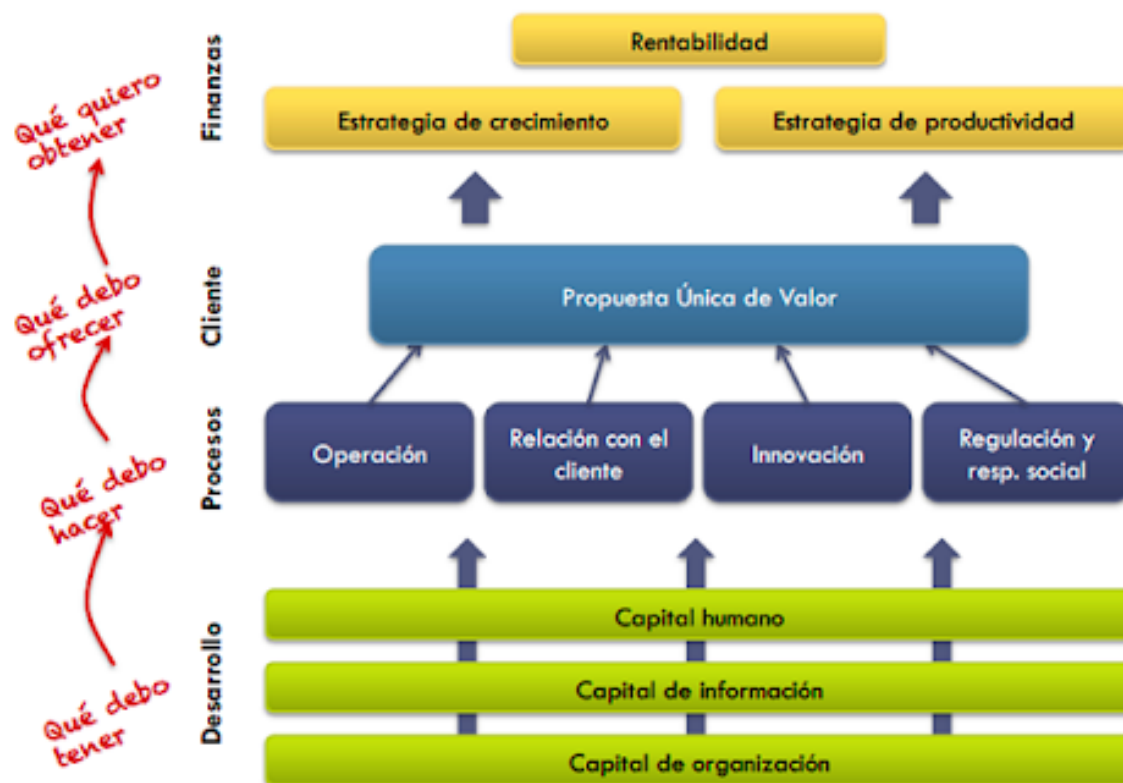 Finanzas
Rentabilidad
Qué quiero
obtener
Estrategia de crecimiento
Estrategia de productividad
Cliente
Qué debo
ofrecer
Propuesta Única de Valor
Procesos
Qué debo
hacer
Operación
Relación con el
cliente
Innovación
Regulación y
resp. social
Desarrollo
Qué debo
tener
Capital humano
Capital de información
Capital de organización